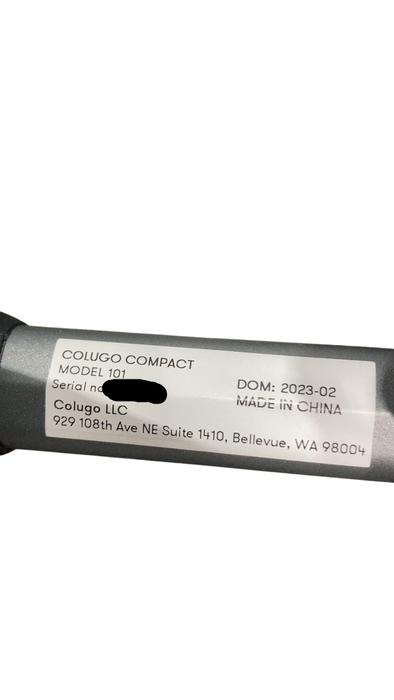 COLUGO COMPACT
MODEL 101
Serial no
DOM: 2023-02
Colugo LLC
MADE IN CHINA
929 108th Ave NE Suite 1410, Bellevue, WA 98004